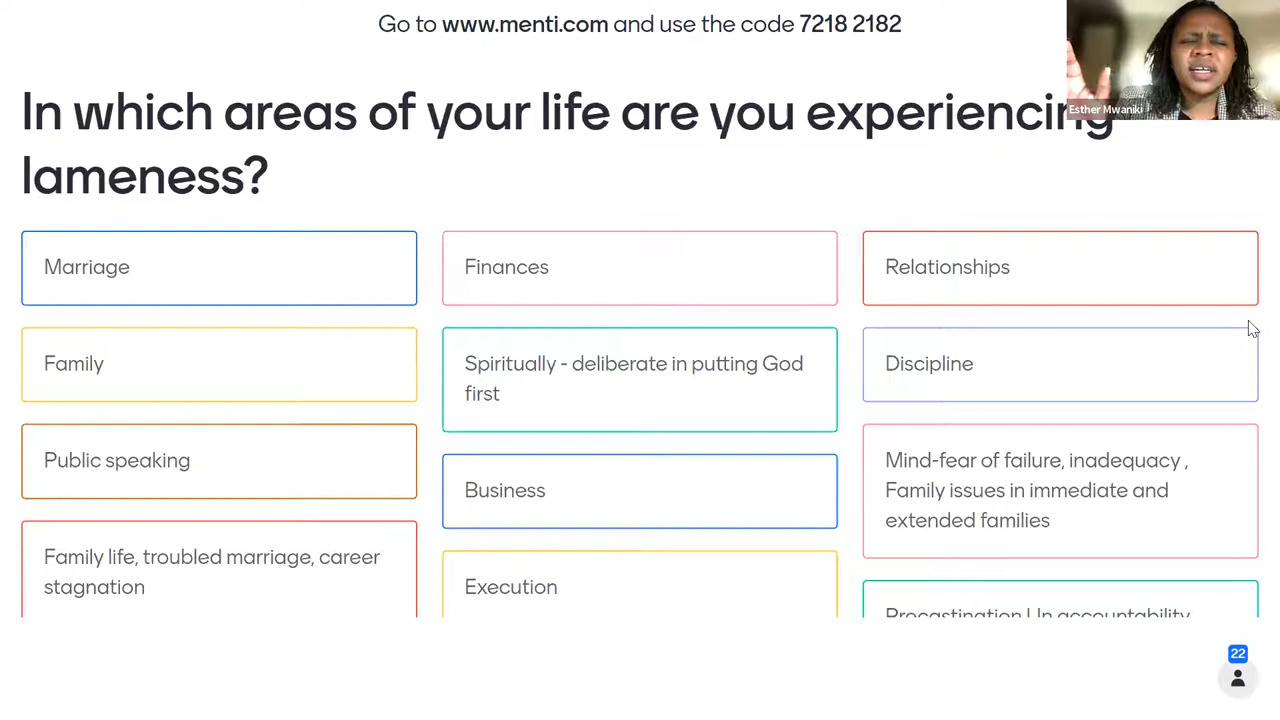 Go to www.menti.com and use the code 7218 2182
Esther Mwaniki
In which areas of your life are you experiencing
lameness?
Marriage
Finances
Relationships
Family
Spiritually - deliberate in putting God
first
Discipline
Public speaking
Business
Mind-fear of failure, inadequacy ,
Family issues in immediate and
extended families
Family life, troubled marriage, career
stagnation
Execution
Procastination Un accountability
22